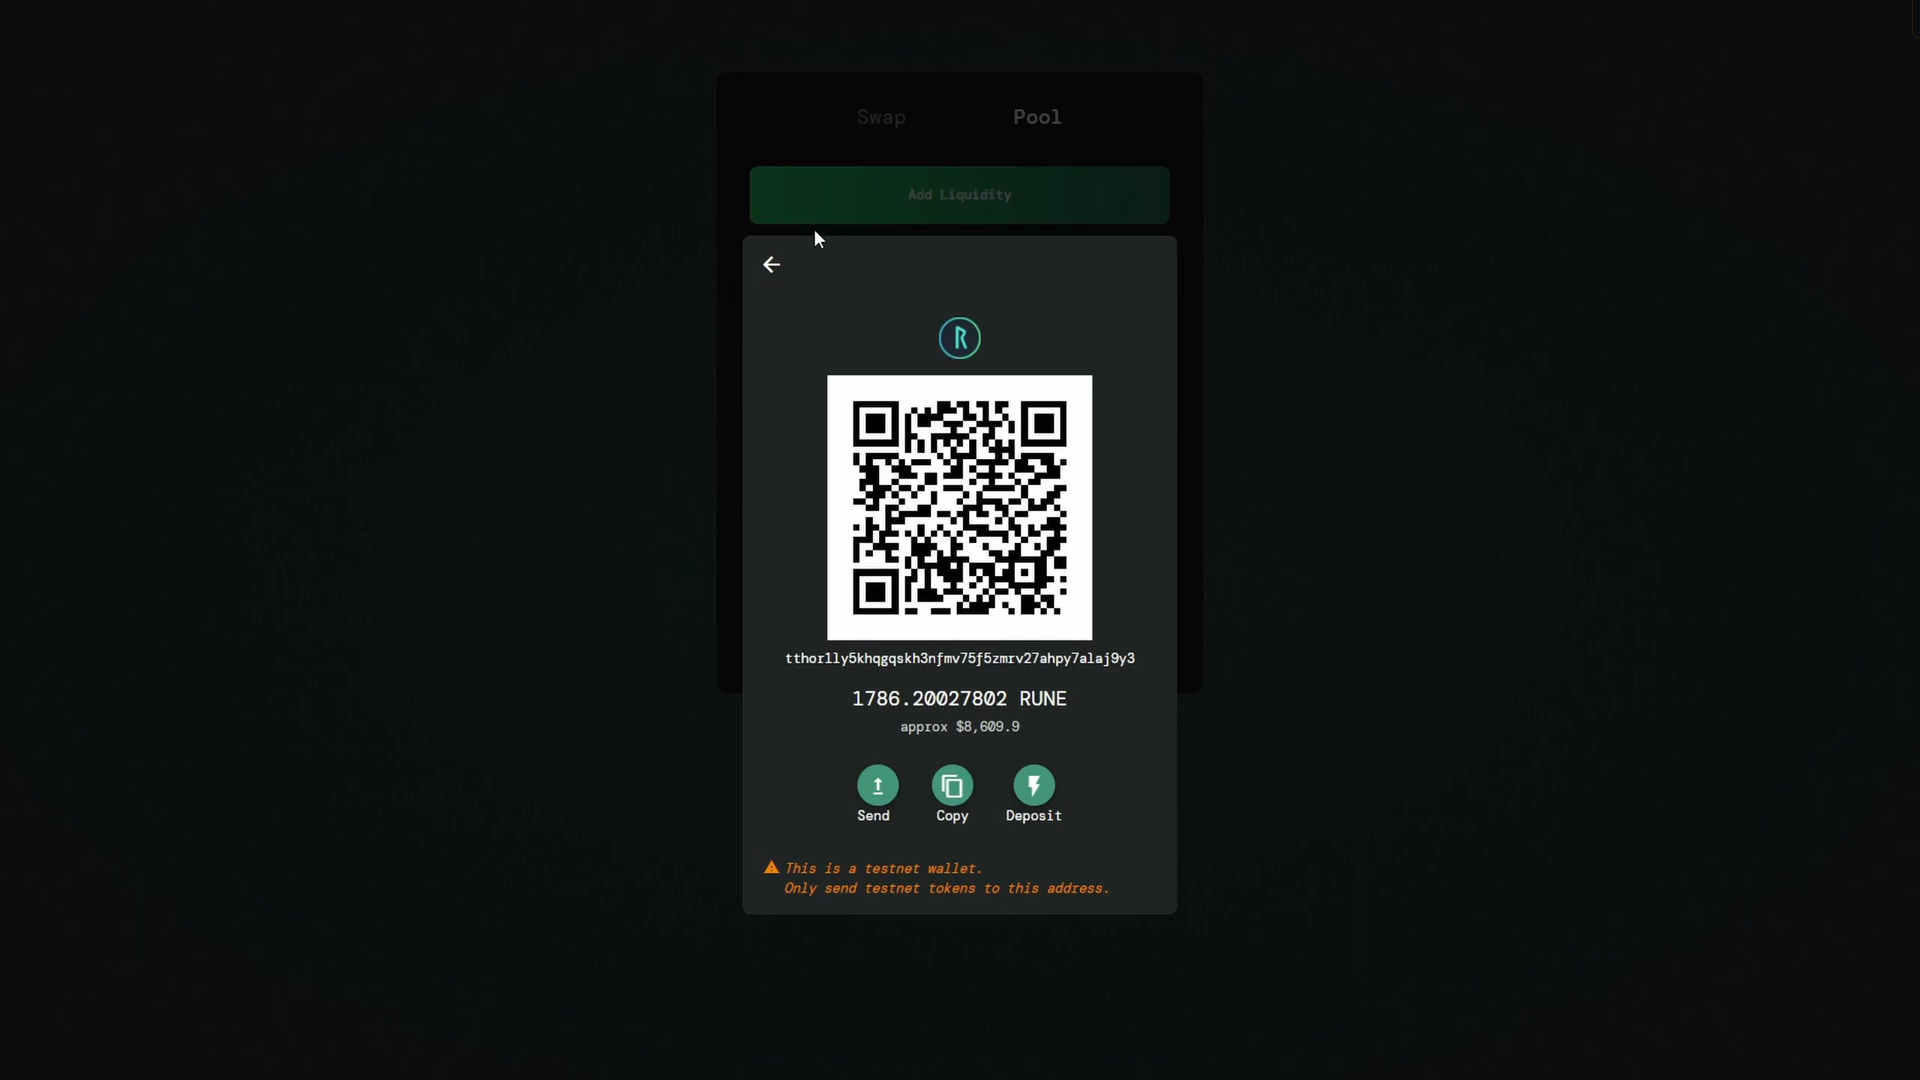 Swap Pool
Add Liquidity
tthor1ly5khqgqskh3nfmv75f5zmrv27ahpy7alaj9y3
1786.20027802 RUNE
approx $8,609.9
Send Copy Deposit
This is a testnet wallet.
Only send testnet tokens to this address.